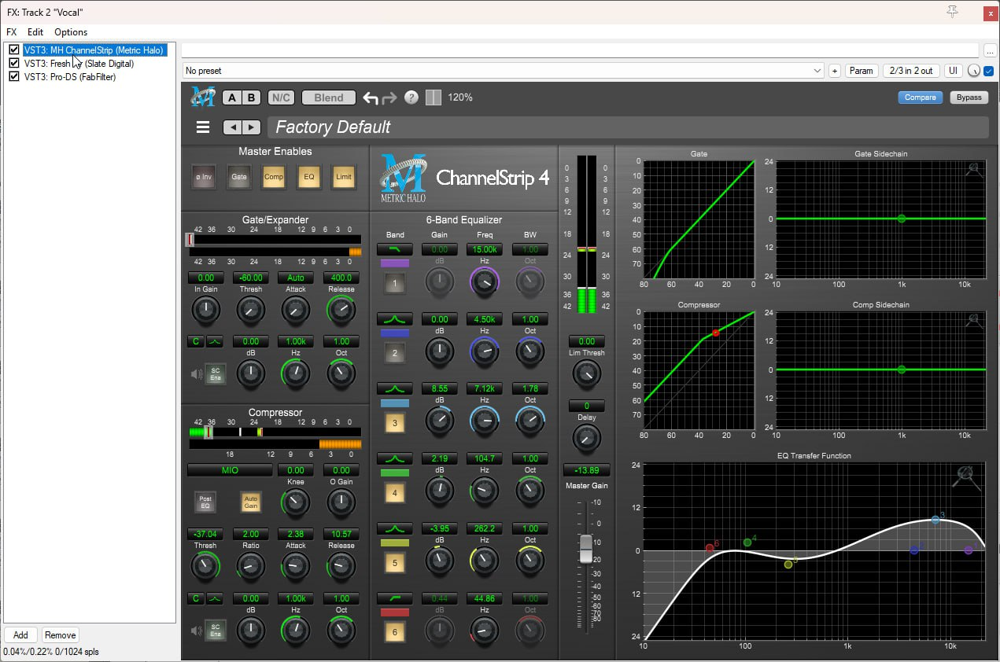 FX: Track 2 "Vocal"
FX Edit Options
VST3: MH ChannelStrip (Metric Halo)
VST3: Fresh (Slate Digital)
VST3: Pro-DS (FabFilter)
...
No preset
+ Param 2/3 in 2 out UI
A B N/C Blend ? 120% Compare Bypass
Factory Default
Master Enables
ø Inv Gate Comp EQ Limit
METRIC HALO
ChannelStrip 4
Gate/Expander
42 36 30 24 18 12 9 6 3 0
42 36 30 24 18 12 9 6 3 0
0.00 -60.00 Auto 400.0
In Gain Thresh Attack Release
C 0.00 1.00k 1.00
dB Hz Oct
SC Ena
Compressor
42 36 30 24 18 12 9 6 3 0
18 12 9 6 3 0
MIO 0.00 0.00
Knee O Gain
Post EQ Auto Gain
-37.04 2.00 2.38 10.57
Thresh Ratio Attack Release
C 0.00 1.00k 1.00
dB Hz Oct
SC Ena
6-Band Equalizer
Band Gain Freq BW
0.00 15.00k 1.00
dB Hz Oct
1
0.00 4.50k 1.00
dB Hz Oct
2
8.55 7.12k 1.78
dB Hz Oct
3
2.19 104.7 1.00
dB Hz Oct
4
-3.95 262.2 1.00
dB Hz Oct
5
0.44 44.86 1.00
dB Hz Oct
6
0 0
3 3
6 6
9 9
12 12
18 18
24 24
30 30
36 36
42 42
0.00
Lim Thresh
0
Delay
-13.89
Master Gain
-10
-0
-10
-20
-30
-40
-50
-60
-70
-80
Gate
0
10
20
30
40
50
60
70
80 60 40 20 0
Gate Sidechain
24
12
0
12
24
10 100 1k 10k
Compressor
0
10
20
30
40
50
60
70
80 60 40 20 0
Comp Sidechain
24
12
0
12
24
10 100 1k 10k
EQ Transfer Function
24
12
0
12
24
10 100 1k 10k
6 4 5 2 3 1
Add Remove
0.04%/0.22% 0/1024 spls